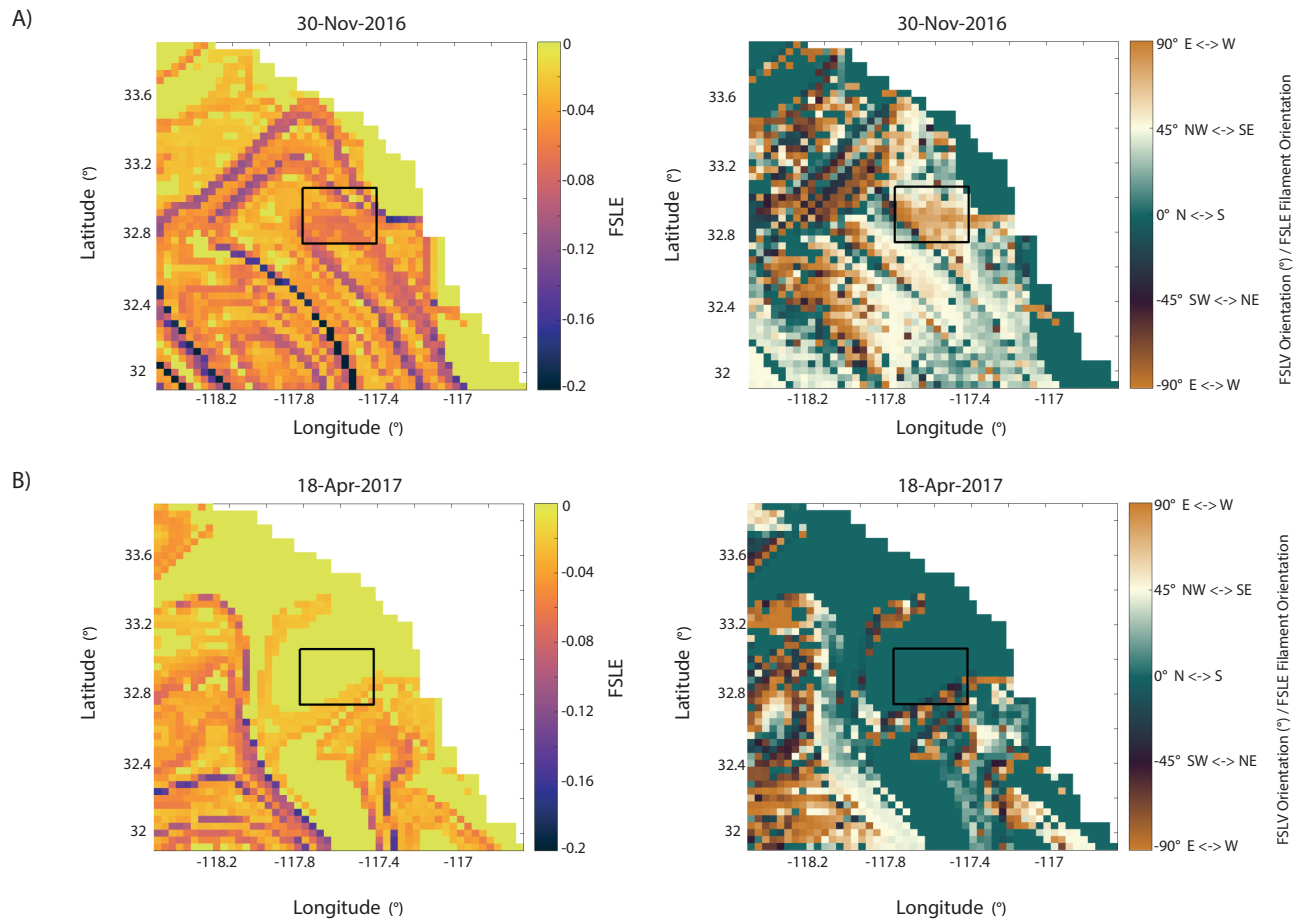 A)
30-Nov-2016
33.6
33.2
32.8
32.4
32
Latitude (°)
-118.2
-117.8
-117.4
-117
Longitude (°)
0
-0.04
-0.08
-0.12
-0.16
-0.2
FSLE
30-Nov-2016
33.6
33.2
32.8
32.4
32
Latitude (°)
-118.2
-117.8
-117.4
-117
Longitude (°)
90° E <-> W
45° NW <-> SE
0° N <-> S
-45° SW <-> NE
-90° E <-> W
FSLV Orientation (°) / FSLE Filament Orientation
B)
18-Apr-2017
33.6
33.2
32.8
32.4
32
Latitude (°)
-118.2
-117.8
-117.4
-117
Longitude (°)
0
-0.04
-0.08
-0.12
-0.16
-0.2
FSLE
18-Apr-2017
33.6
33.2
32.8
32.4
32
Latitude (°)
-118.2
-117.8
-117.4
-117
Longitude (°)
90° E <-> W
45° NW <-> SE
0° N <-> S
-45° SW <-> NE
-90° E <-> W
FSLV Orientation (°) / FSLE Filament Orientation